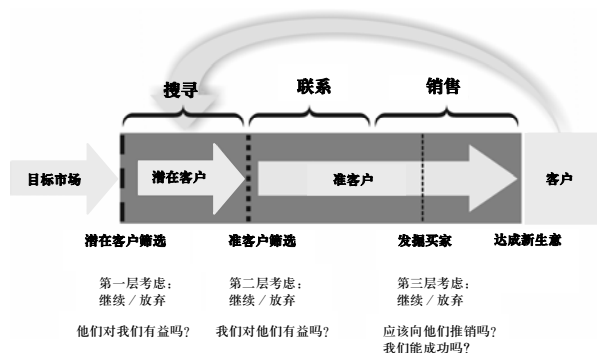 搜寻
联系
销售
目标市场
潜在客户
准客户
客户
潜在客户筛选
准客户筛选
发掘买家
达成新生意
第一层考虑：
继续/放弃
他们对我们有益吗？
第二层考虑：
继续/放弃
我们对他们有益吗？
第三层考虑：
继续/放弃
应该向他们推销吗？
我们能成功吗？